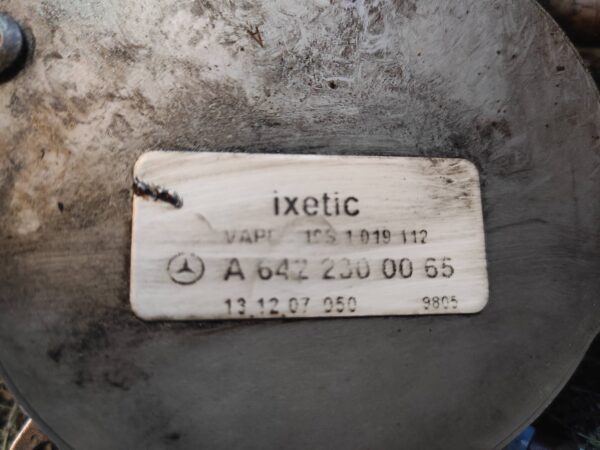 ixetic
1 019 112
A 642 230 00 65
13.12.07 050 9805